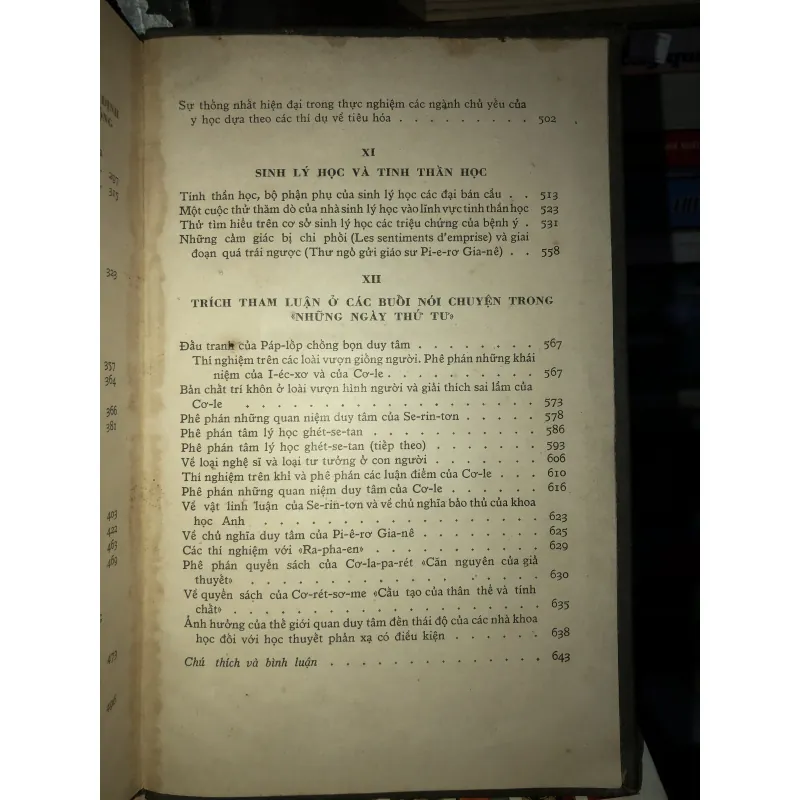 Sự thống nhất hiện đại trong thực nghiệm các ngành chủ yếu của
y học dựa theo các thí dụ về tiêu hóa . . . . . . . . . 502
XI
SINH LÝ HỌC VÀ TINH THẦN HỌC
Tinh thần học, bộ phận phụ của sinh lý học các đại bán cầu . . 513
Một cuộc thử thăm dò của nhà sinh lý học vào lĩnh vực tinh thần học 523
Thử tìm hiểu trên cơ sở sinh lý học các triệu chứng của bệnh ý . 531
Những cảm giác bị chi phối (Les sentiments d'emprise) và giai
đoạn quá trái ngược (Thư ngỏ gửi giáo sư Pi-e-rơ Gia-nê) . . 558
XII
TRÍCH THAM LUẬN Ở CÁC BUỔI NÓI CHUYỆN TRONG
«NHỮNG NGÀY THỨ TƯ»
Đấu tranh của Páp-lốp chống bọn duy tâm . . . . . . . . 567
Thí nghiệm trên các loài vượn giống người. Phê phán những khái
niệm của I-éc-xơ và của Cơ-le . . . . . . . . . . 567
Bản chất trí khôn ở loài vượn hình người và giải thích sai lầm của
Cơ-le . . . . . . . . . . . . . . . . . . 573
Phê phán những quan niệm duy tâm của Se-rin-tơn . . . . . 578
Phê phán tâm lý học ghét-se-tan . . . . . . . . . . . 586
Phê phán tâm lý học ghét-se-tan (tiếp theo) . . . . . . . 593
Về loại nghệ sĩ và loại tư tưởng ở con người . . . . . . . 606
Thí nghiệm trên khỉ và phê phán các luận điểm của Cơ-le . . . 610
Phê phán những quan niệm duy tâm của Cơ-le . . . . . . 616
Về vật linh luận của Se-rin-tơn và về chủ nghĩa bảo thủ của khoa
học Anh . . . . . . . . . . . . . . . . . 623
Về chủ nghĩa duy tâm của Pi-ê-rơ Gia-nê . . . . . . . . 625
Các thí nghiệm với «Ra-pha-en» . . . . . . . . . . . 629
Phê phán quyển sách của Cơ-la-pa-rét «Căn nguyên của giả
thuyết» . . . . . . . . . . . . . . . . . 630
Về quyển sách của Cơ-rét-sơ-me «Cấu tạo của thân thể và tính
chất» . . . . . . . . . . . . . . . . . . 635
Ảnh hưởng của thế giới quan duy tâm đến thái độ của các nhà khoa
học đối với học thuyết phản xạ có điều kiện . . . . . . 638
Chú thích và bình luận . . . . . . . . . . . . . . 643
297
315
323
357
364
366
381
403
422
463
469
473